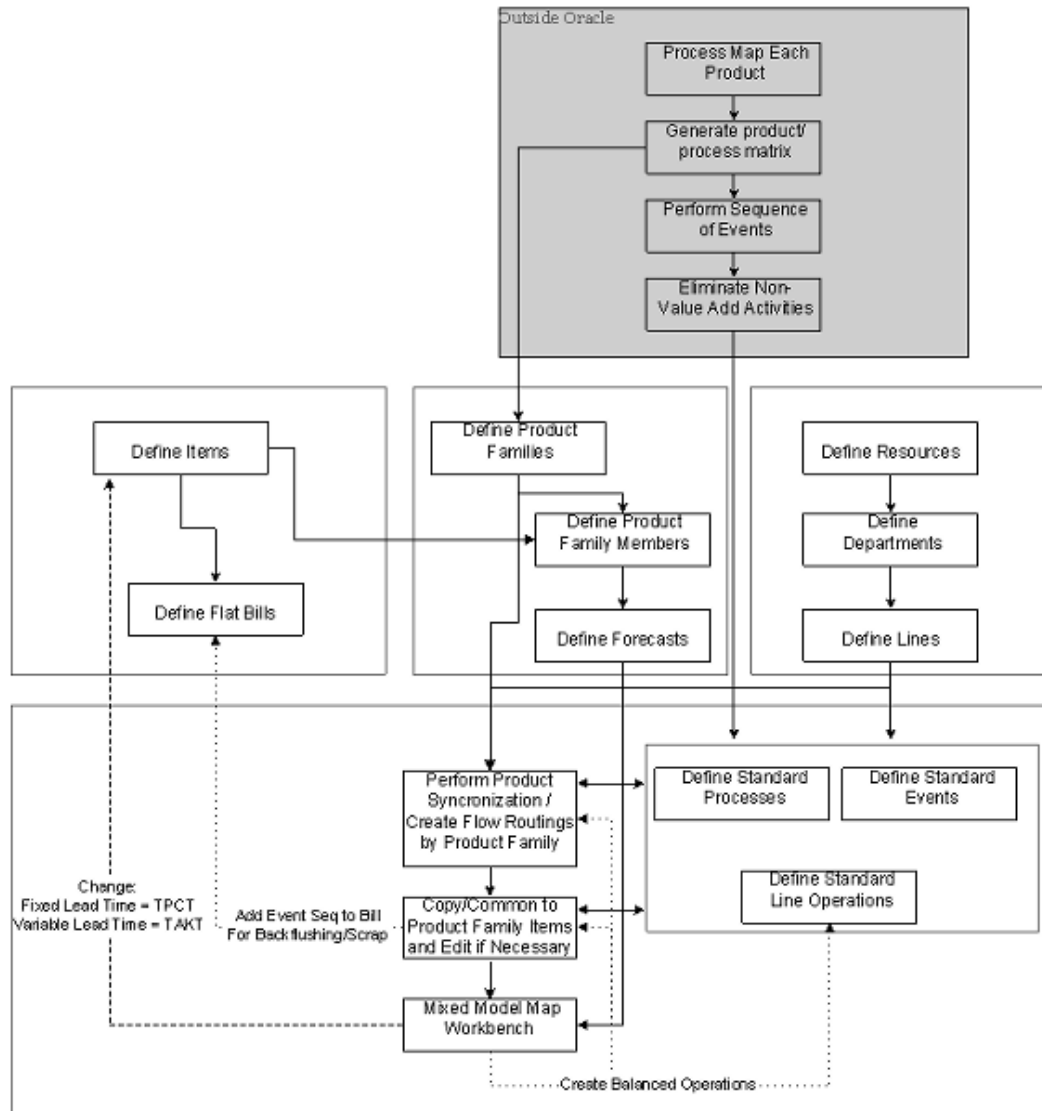 Outside Oracle
Process Map Each
Product
Generate product/
process matrix
Perform Sequence
of Events
Eliminate Non-
Value Add Activities
Define Items
Define Flat Bills
Define Product
Families
Define Product
Family Members
Define Forecasts
Define Resources
Define
Departments
Define Lines
Perform Product
Syncronization /
Create Flow Routings
by Product Family
Define Standard
Processes
Define Standard
Events
Define Standard
Line Operations
Change:
Fixed Lead Time = TPCT
Variable Lead Time = TAKT
Add Event Seq to Bill
For Backflushing/Scrap
Copy/Common to
Product Family Items
and Edit if Necessary
Mixed Model Map
Workbench
Create Balanced Operations